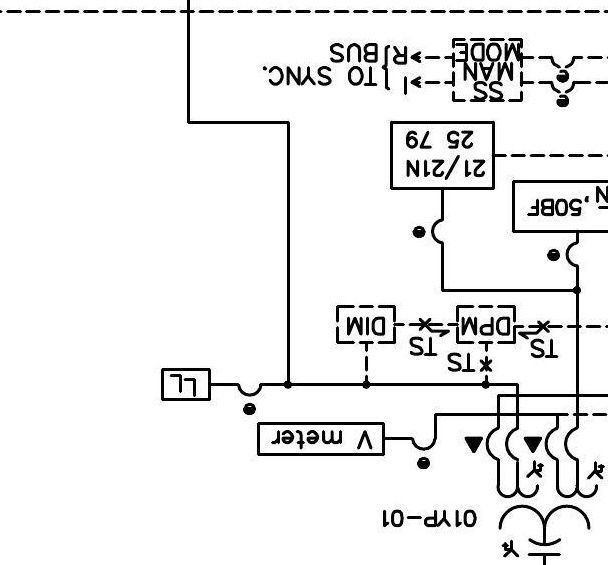 01YP-01
V meter
LL
TS
TS
TS
DPM
DIM
N, 50BF
21/21N
25 79
SS
MAN
MODE
I
R
TO SYNC.
BUS